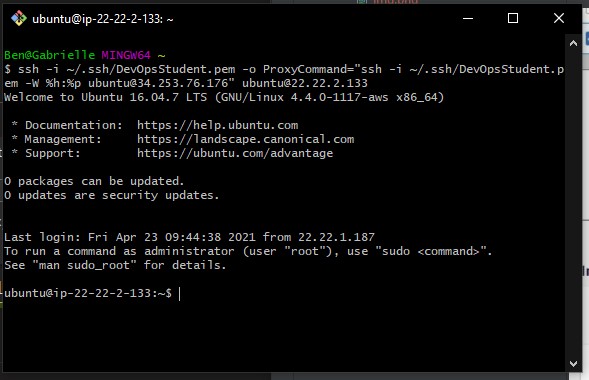 ubuntu@ip-22-22-2-133: ~
Ben@Gabrielle MINGW64 ~
$ ssh -i ~/.ssh/DevOpsStudent.pem -o ProxyCommand="ssh -i ~/.ssh/DevOpsStudent.p
em -W %h:%p ubuntu@34.253.76.176" ubuntu@22.22.2.133
Welcome to Ubuntu 16.04.7 LTS (GNU/Linux 4.4.0-1117-aws x86_64)
* Documentation:  https://help.ubuntu.com
* Management:     https://landscape.canonical.com
* Support:        https://ubuntu.com/advantage
0 packages can be updated.
0 updates are security updates.
Last login: Fri Apr 23 09:44:38 2021 from 22.22.1.187
To run a command as administrator (user "root"), use "sudo <command>".
See "man sudo_root" for details.
ubuntu@ip-22-22-2-133:~$